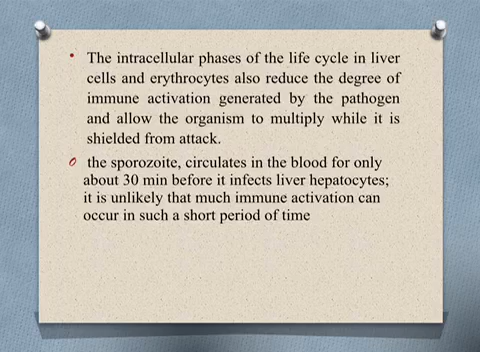 • The intracellular phases of the life cycle in liver
cells and erythrocytes also reduce the degree of
immune activation generated by the pathogen
and allow the organism to multiply while it is
shielded from attack.
O the sporozoite, circulates in the blood for only
about 30 min before it infects liver hepatocytes;
it is unlikely that much immune activation can
occur in such a short period of time